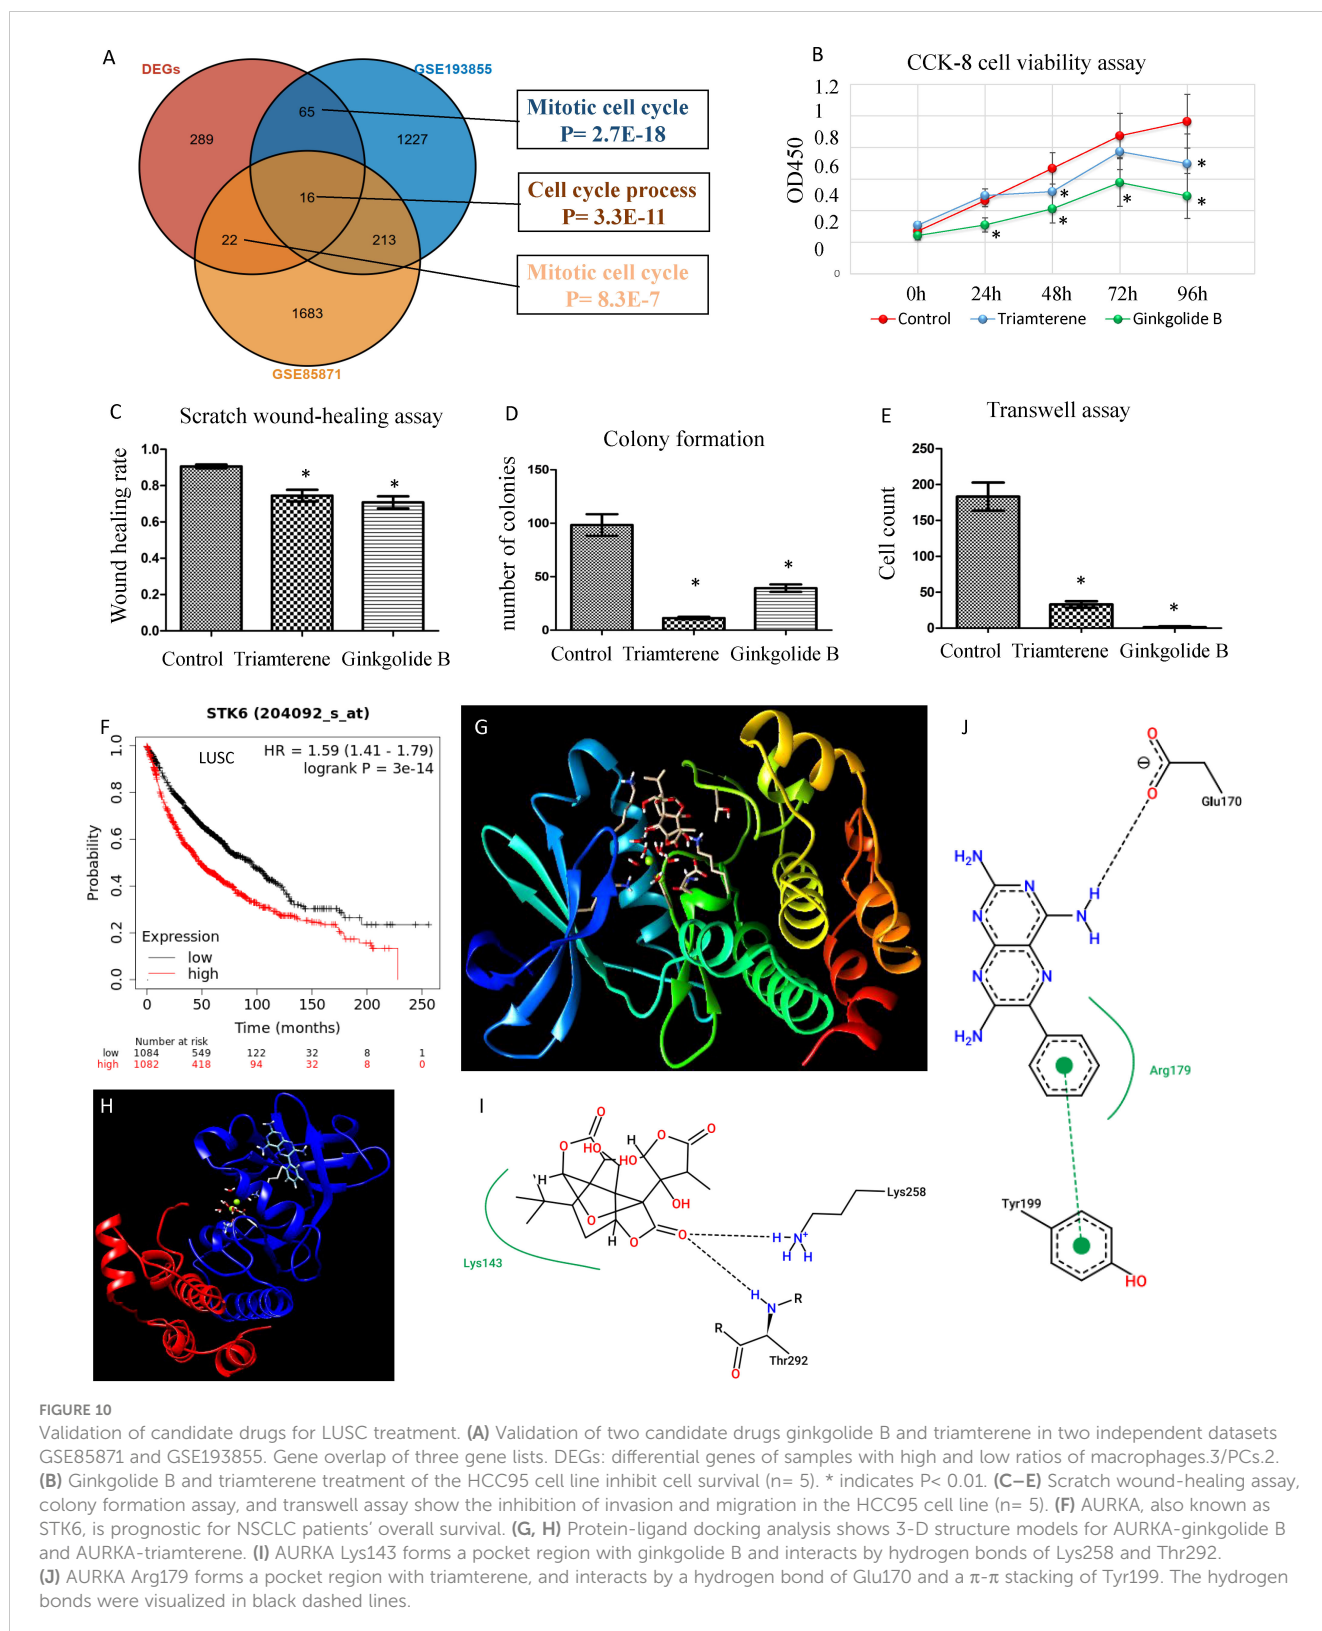 A
DEGs
GSE193855
65
289
1227
16
22
213
1683
GSE85871
Mitotic cell cycle
P= 2.7E-18
Cell cycle process
P= 3.3E-11
Mitotic cell cycle
P= 8.3E-7
B
CCK-8 cell viability assay
OD450
1.2
1
0.8
0.6
0.4
0.2
0
0
*
*
*
*
*
*
0h 24h 48h 72h 96h
Control Triamterene Ginkgolide B
C
Scratch wound-healing assay
Wound healing rate
1.0
0.8
0.6
0.4
0.2
0.0
*
*
Control Triamterene Ginkgolide B
D
Colony formation
number of colonies
150
100
50
0
*
*
Control Triamterene Ginkgolide B
E
Transwell assay
Cell count
250
200
150
100
50
0
*
*
Control Triamterene Ginkgolide B
F
STK6 (204092_s_at)
LUSC
HR = 1.59 (1.41 - 1.79)
logrank P = 3e-14
Probability
1.0
0.8
0.6
0.4
0.2
0.0
Expression
low
high
0 50 100 150 200 250
Time (months)
Number at risk
low 1084 549 122 32 8 1
high 1082 418 94 32 8 0
G
H
I
O
O
HO
H
HO
H
O
O
OH
O
H
O
O
Lys143
H
N+
H H
Lys258
H
N
R
R
O
Thr292
J
O
⊖
O
Glu170
H2N
N
N
H
N
H
N
N
H2N
Arg179
Tyr199
HO
FIGURE 10
Validation of candidate drugs for LUSC treatment. (A) Validation of two candidate drugs ginkgolide B and triamterene in two independent datasets
GSE85871 and GSE193855. Gene overlap of three gene lists. DEGs: differential genes of samples with high and low ratios of macrophages.3/PCs.2.
(B) Ginkgolide B and triamterene treatment of the HCC95 cell line inhibit cell survival (n= 5). * indicates P< 0.01. (C–E) Scratch wound-healing assay,
colony formation assay, and transwell assay show the inhibition of invasion and migration in the HCC95 cell line (n= 5). (F) AURKA, also known as
STK6, is prognostic for NSCLC patients’ overall survival. (G, H) Protein-ligand docking analysis shows 3-D structure models for AURKA-ginkgolide B
and AURKA-triamterene. (I) AURKA Lys143 forms a pocket region with ginkgolide B and interacts by hydrogen bonds of Lys258 and Thr292.
(J) AURKA Arg179 forms a pocket region with triamterene, and interacts by a hydrogen bond of Glu170 and a π-π stacking of Tyr199. The hydrogen
bonds were visualized in black dashed lines.